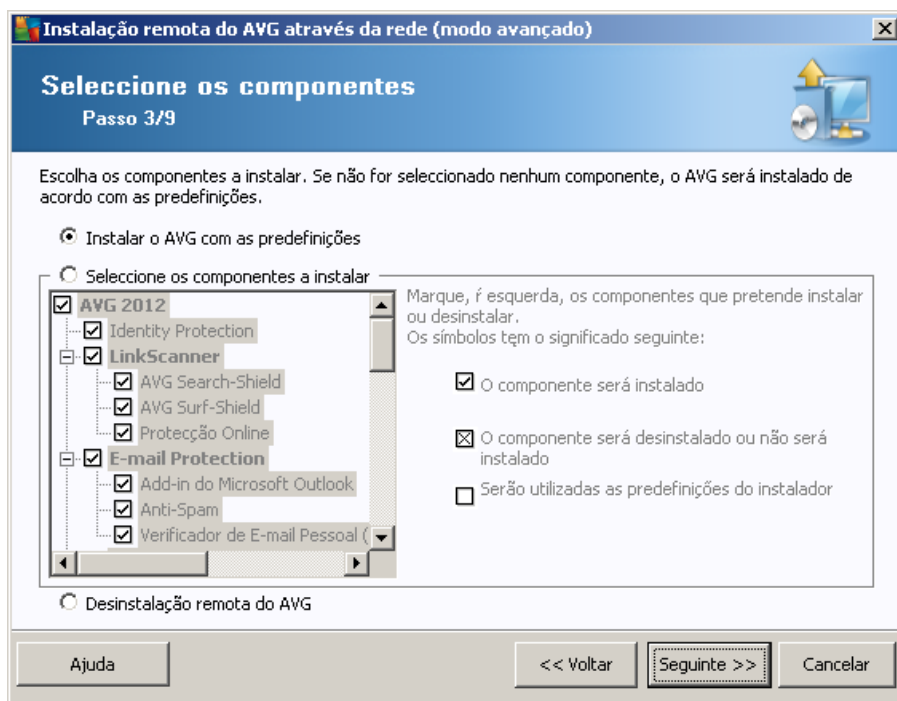 Instalação remota do AVG através da rede (modo avançado)
Seleccione os componentes
Passo 3/9
Escolha os componentes a instalar. Se não for seleccionado nenhum componente, o AVG será instalado de
acordo com as predefinições.
Instalar o AVG com as predefinições
Seleccione os componentes a instalar
AVG 2012
Identity Protection
LinkScanner
AVG Search-Shield
AVG Surf-Shield
Protecção Online
E-mail Protection
Add-in do Microsoft Outlook
Anti-Spam
Verificador de E-mail Pessoal (
Marque, ŕ esquerda, os componentes que pretende instalar
ou desinstalar.
Os símbolos tęm o significado seguinte:
O componente será instalado
O componente será desinstalado ou não será
instalado
Serão utilizadas as predefinições do instalador
Desinstalação remota do AVG
Ajuda
<< Voltar
Seguinte >>
Cancelar